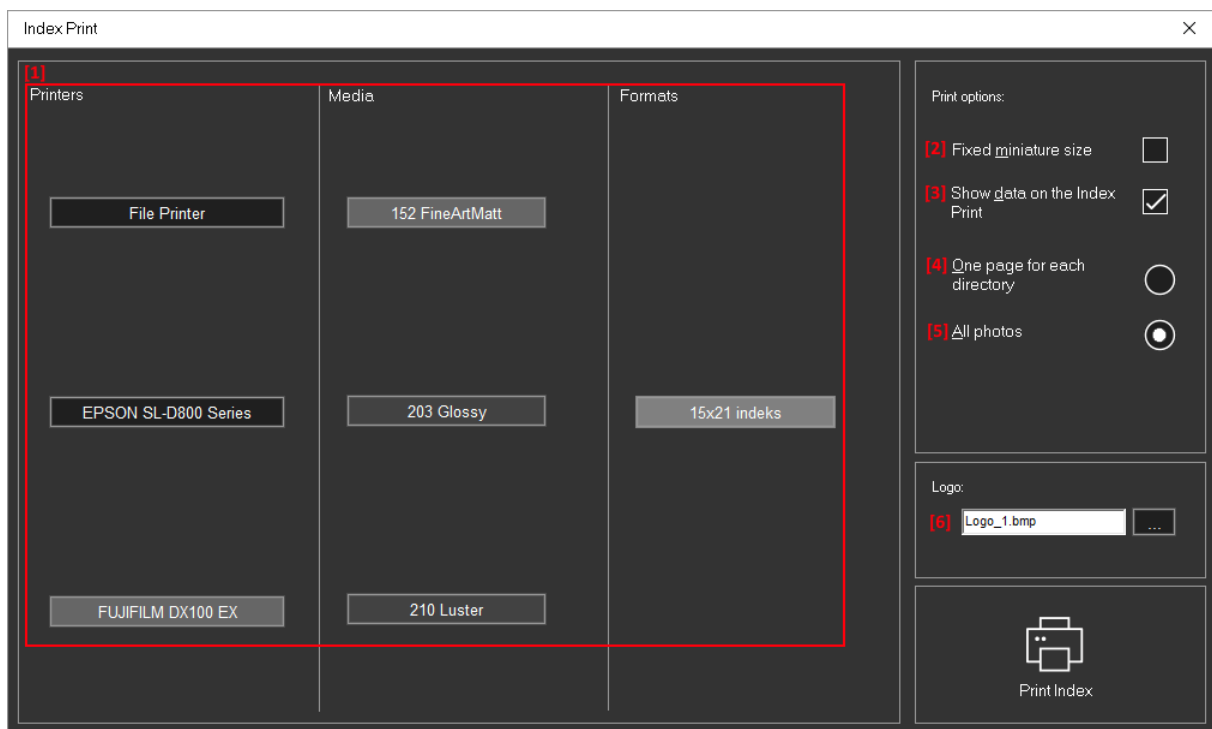 Index Print
[1]
Printers
Media
Formats
File Printer
152 FineArtMatt
EPSON SL-D800 Series
203 Glossy
15x21 indeks
FUJIFILM DX100 EX
210 Luster
Print options:
[2] Fixed miniature size
[3] Show data on the Index
Print
[4] One page for each
directory
[5] All photos
Logo:
[6] Logo_1.bmp ...
Print Index